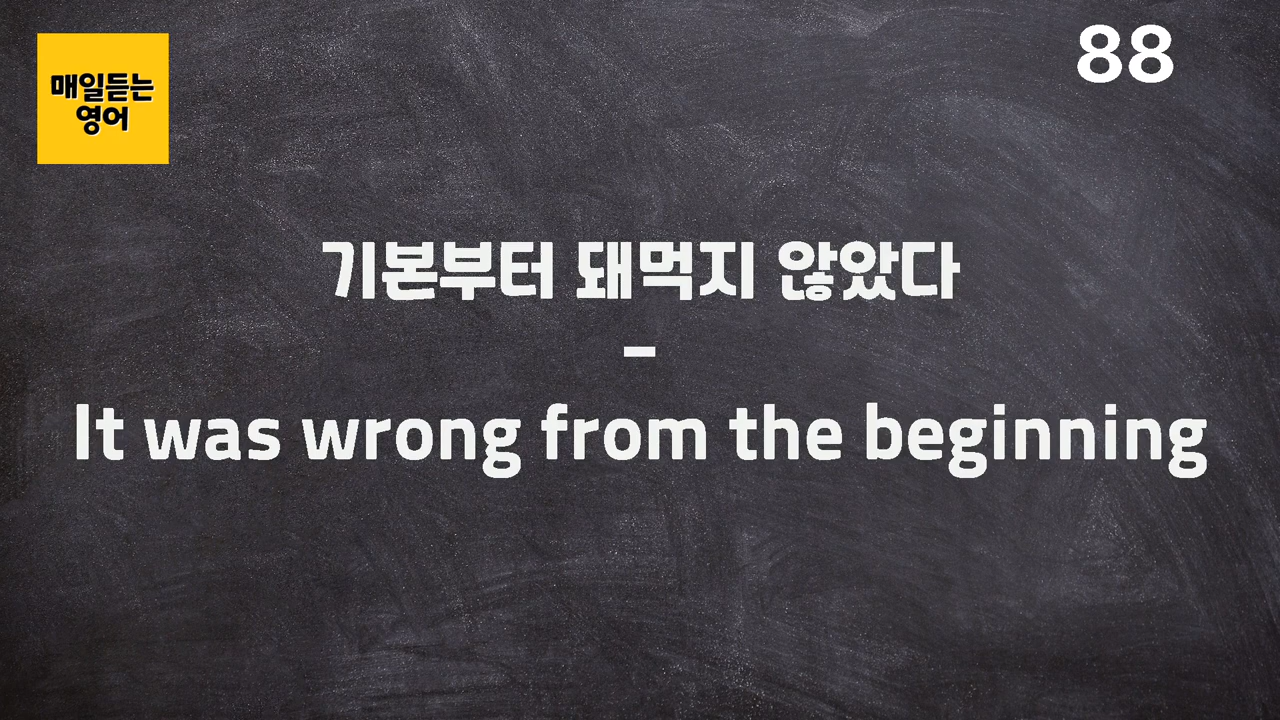 매일듣는
영어
88
기본부터 돼먹지 않았다
-
It was wrong from the beginning